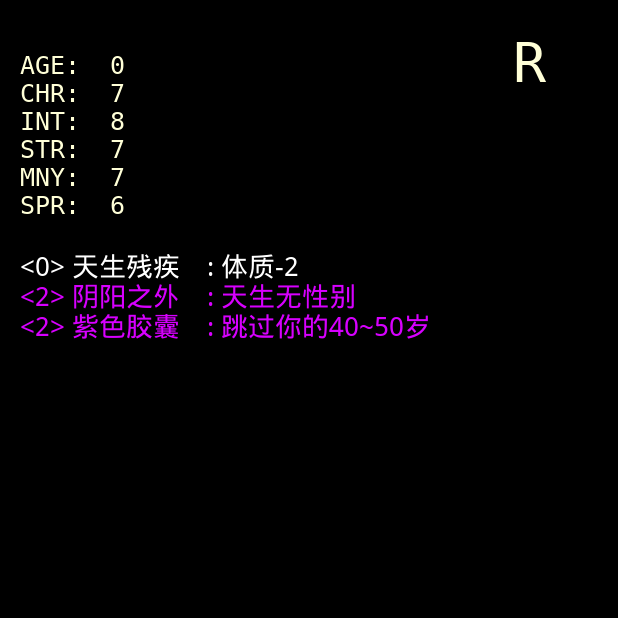 R
AGE: 0
CHR: 7
INT: 8
STR: 7
MNY: 7
SPR: 6
<0> 天生残疾 : 体质-2
<2> 阴阳之外 : 天生无性别
<2> 紫色胶囊 : 跳过你的40~50岁